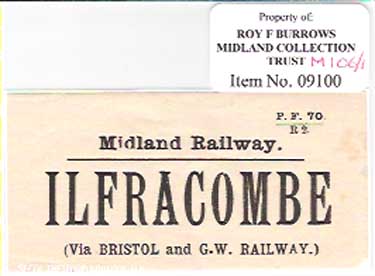 Property of:
ROY F BURROWS
MIDLAND COLLECTION
TRUST M106/1
Item No. 09100
P. F. 70.
R 2.
Midland Railway.
ILFRACOMBE
(Via BRISTOL and G.W. RAILWAY.)